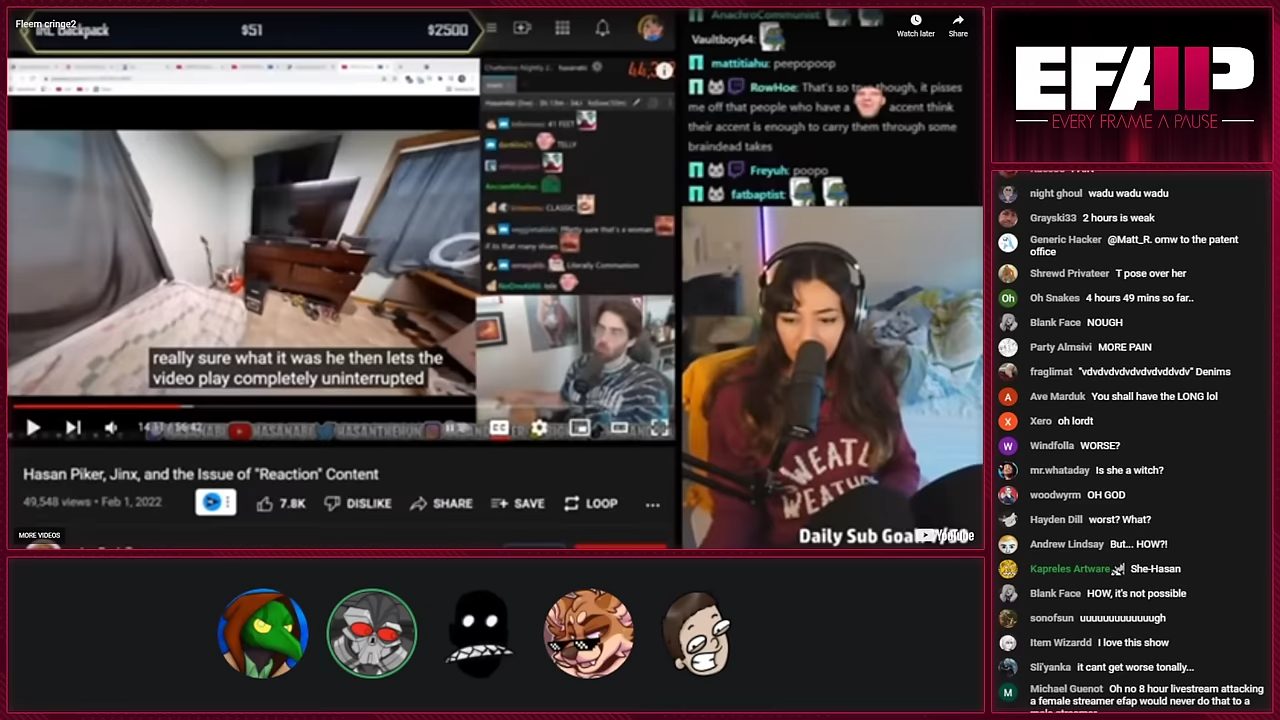 Fleem cringe2
$51
$2500
Watch later
Share
AnachroCommunist:
Vaultboy64:
mattitiahu: peepopoop
RowHoe: That's so true though, it pisses
me off that people who have a accent think
their accent is enough to carry them through some
braindead takes
Freyuh: poopo
fatbaptist:
TELLY
CLASSIC
Literally Communism
really sure what it was he then lets the
video play completely uninterrupted
Hasan Piker, Jinx, and the Issue of "Reaction" Content
49,548 views • Feb 1, 2022
7.8K
DISLIKE
SHARE
SAVE
LOOP
MORE VIDEOS
Daily Sub Goal
YouTube
EFAP
EVERY FRAME A PAUSE
night ghoul wadu wadu wadu
Grayski33 2 hours is weak
Generic Hacker @Matt_R. omw to the patent
office
Shrewd Privateer T pose over her
Oh Snakes 4 hours 49 mins so far..
Blank Face NOUGH
Party Almsivi MORE PAIN
fraglimat "vdvdvdvdvdvdvdvddvdv" Denims
Ave Marduk You shall have the LONG lol
Xero oh lordt
Windfolla WORSE?
mr.whataday Is she a witch?
woodwyrm OH GOD
Hayden Dill worst? What?
Andrew Lindsay But... HOW?!
Kapreles Artware She-Hasan
Blank Face HOW, it's not possible
sonofsun uuuuuuuuuuuuugh
Item Wizardd I love this show
Sli'yanka it cant get worse tonally...
Michael Guenot Oh no 8 hour livestream attacking
a female streamer efap would never do that to a